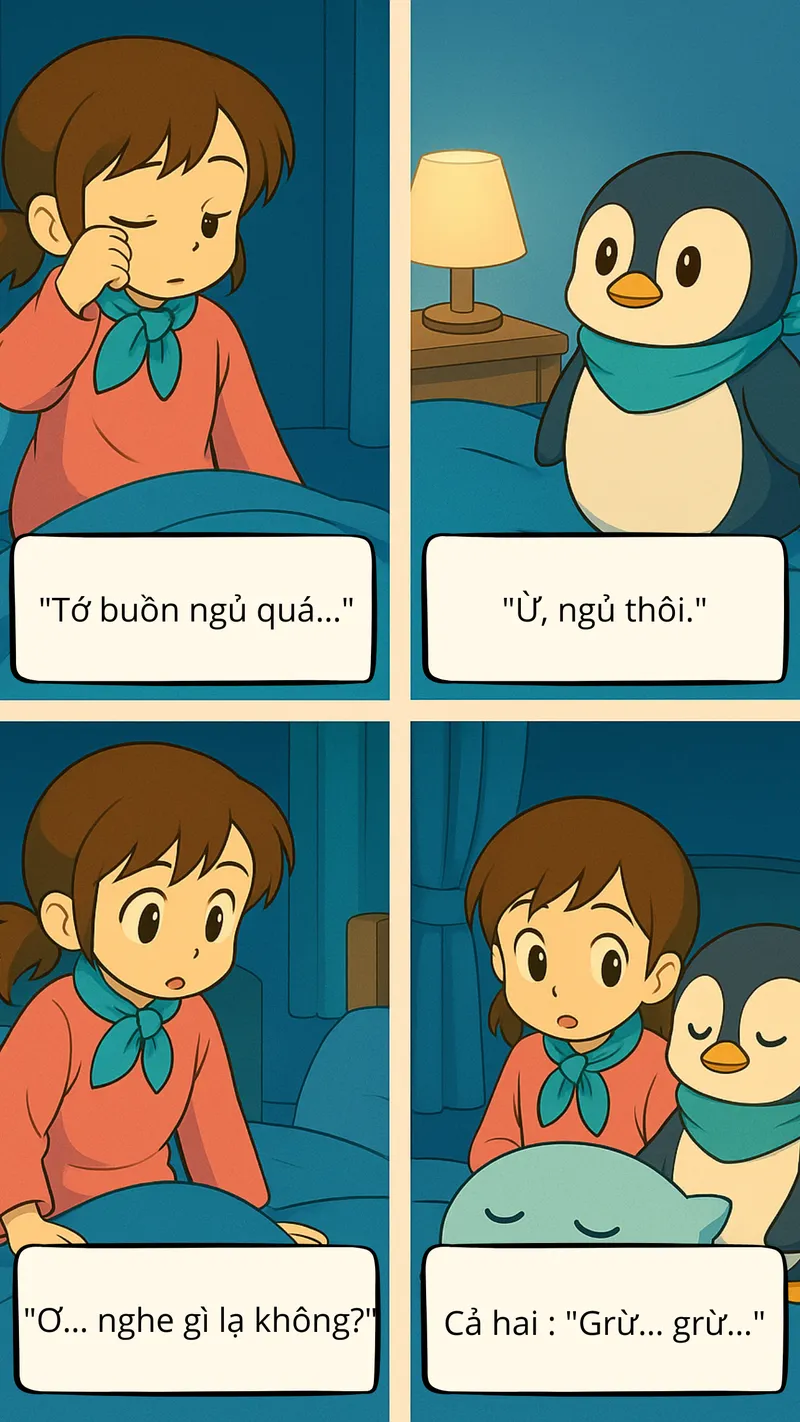 "Tớ buồn ngủ quá..."
"Ừ, ngủ thôi."
"Ơ... nghe gì lạ không?"
Cả hai : "Grừ... grừ..."